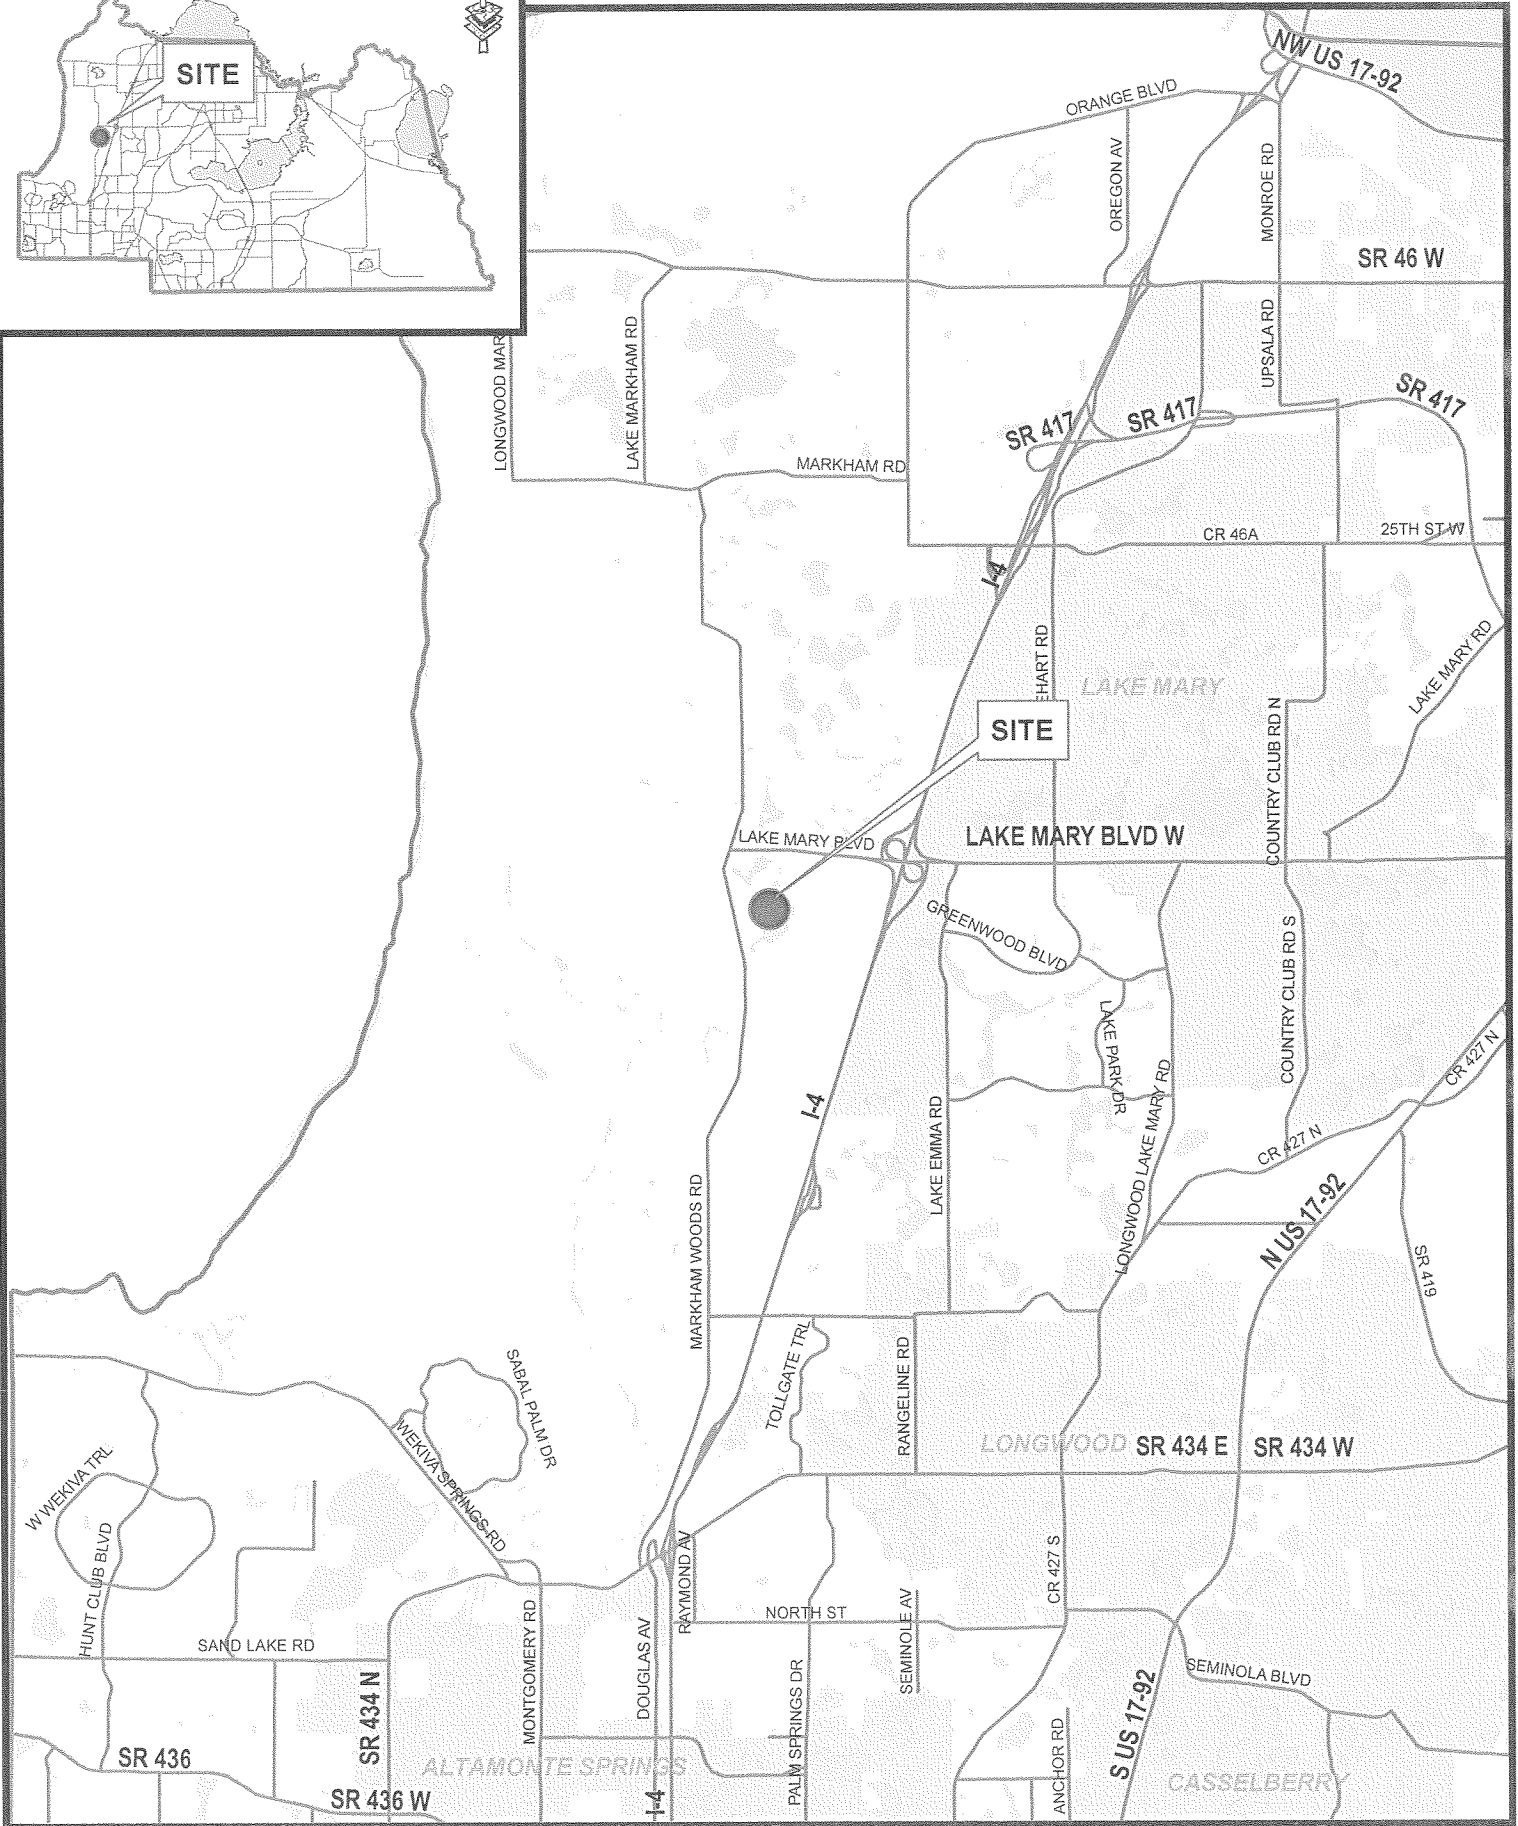 SITE
NW US 17-92
ORANGE BLVD
OREGON AV
MONROE RD
SR 46 W
LONGWOOD MAR
LAKE MARKHAM RD
UPSALA RD
SR 417
SR 417
SR 417
MARKHAM RD
CR 46A
25TH ST W
I-4
EHART RD
LAKE MARY
LAKE MARY RD
SITE
COUNTRY CLUB RD N
LAKE MARY BLVD
LAKE MARY BLVD W
GREENWOOD BLVD
COUNTRY CLUB RD S
LAKE PARK DR
CR 427 N
I-4
LAKE EMMA RD
LONGWOOD LAKE MARY RD
CR 427 N
MARKHAM WOODS RD
N US 17-92
SR 419
SABAL PALM DR
TOLLGATE TRL
RANGELINE RD
WEKIVA SPRINGS RD
LONGWOOD
SR 434 E
SR 434 W
W WEKIVA TRL
HUNT CLUB BLVD
RAYMOND AV
CR 427 S
NORTH ST
SEMINOLE AV
MONTGOMERY RD
DOUGLAS AV
SAND LAKE RD
SR 434 N
PALM SPRINGS DR
SEMINOLA BLVD
S US 17-92
ANCHOR RD
SR 436
ALTAMONTE SPRINGS
CASSELBERRY
SR 436 W
I-4